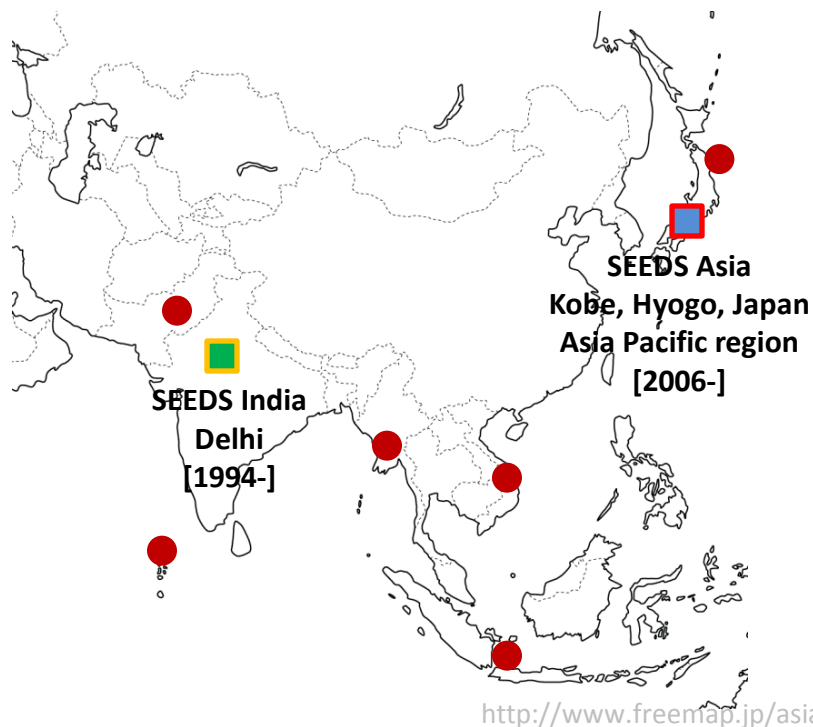 SEEDS Asia
Kobe, Hyogo, Japan
Asia Pacific region
[2006-]
SEEDS India
Delhi
[1994-]
http://www.freemap.jp/asia